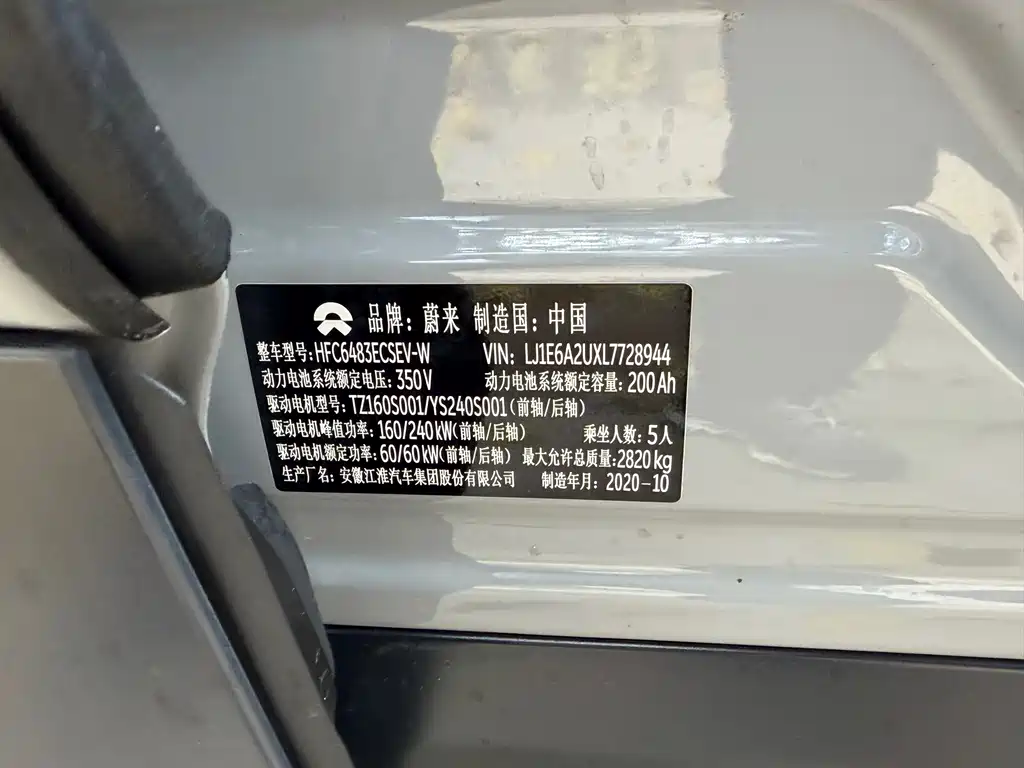 品牌：蔚来 制造国：中国
整车型号：HFC6483ECSEV-W VIN：LJ1E6A2UXL7728944
动力电池系统额定电压：350V 动力电池系统额定容量：200Ah
驱动电机型号：TZ160S001/YS240S001（前轴/后轴）
驱动电机峰值功率：160/240kW（前轴/后轴） 乘坐人数：5人
驱动电机额定功率：60/60kW（前轴/后轴） 最大允许总质量：2820kg
生产厂名：安徽江淮汽车集团股份有限公司 制造年月：2020-10